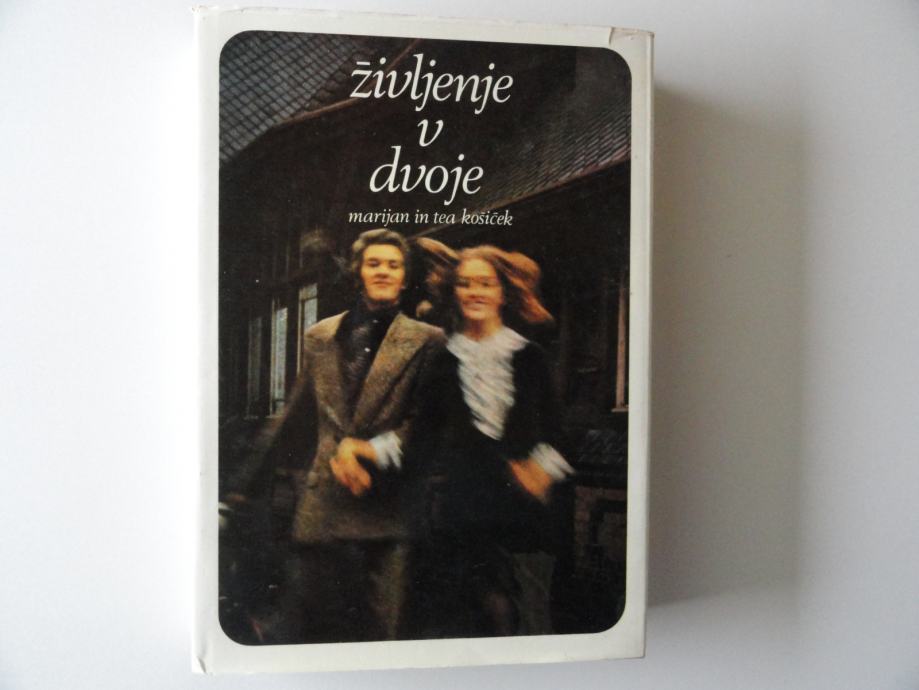 življenje
v
dvoje
marijan in tea košiček